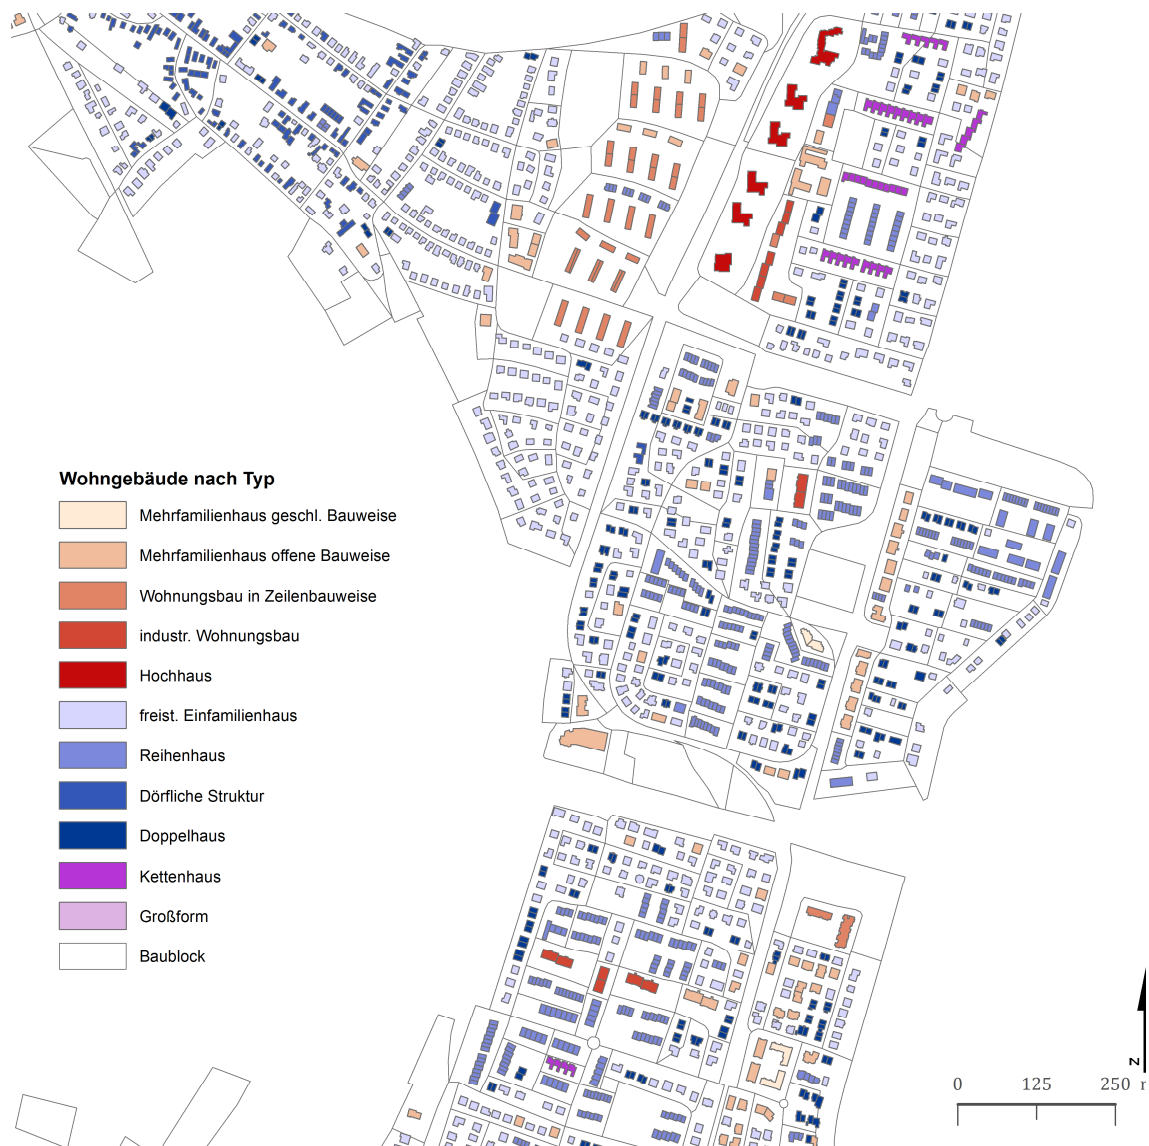 Wohngebäude nach Typ
Mehrfamilienhaus geschl. Bauweise
Mehrfamilienhaus offene Bauweise
Wohnungsbau in Zeilenbauweise
industr. Wohnungsbau
Hochhaus
freist. Einfamilienhaus
Reihenhaus
Dörfliche Struktur
Doppelhaus
Kettenhaus
Großform
Baublock
N
0 125 250